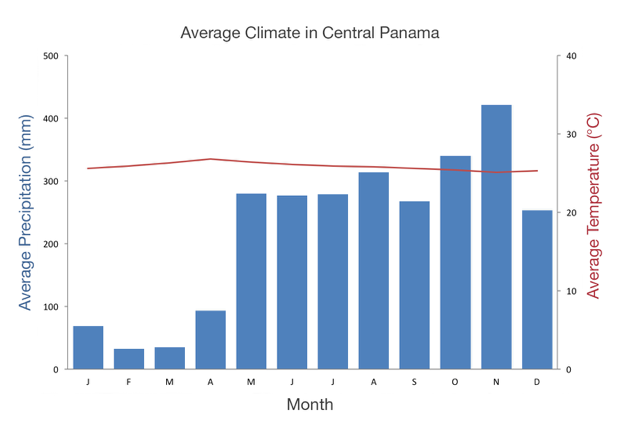 Average Climate in Central Panama
Average Precipitation (mm)
500
400
300
200
100
0
40
30
20
10
0
Average Temperature (°C)
J F M A M J J A S O N D
Month